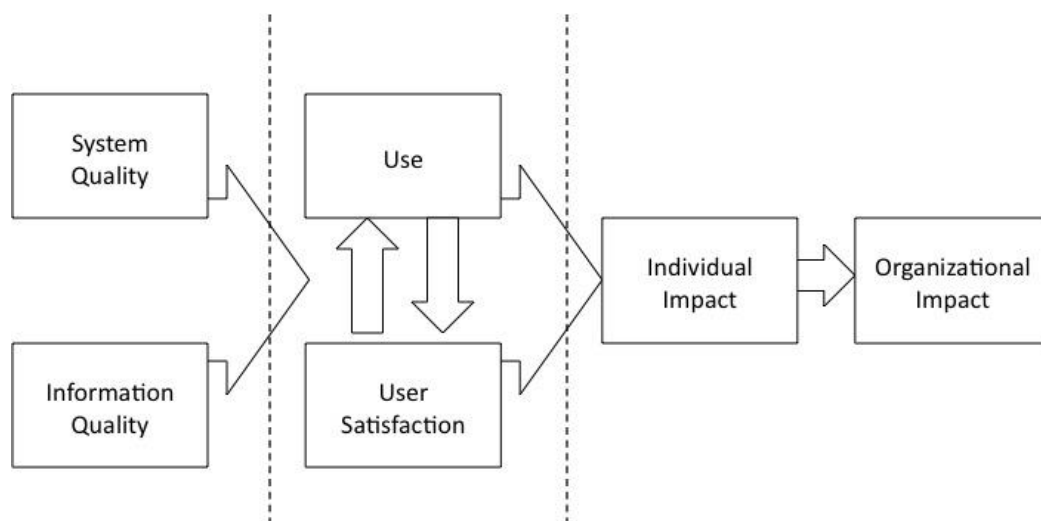 System
Quality
Use
Individual
Impact
Organizational
Impact
Information
Quality
User
Satisfaction